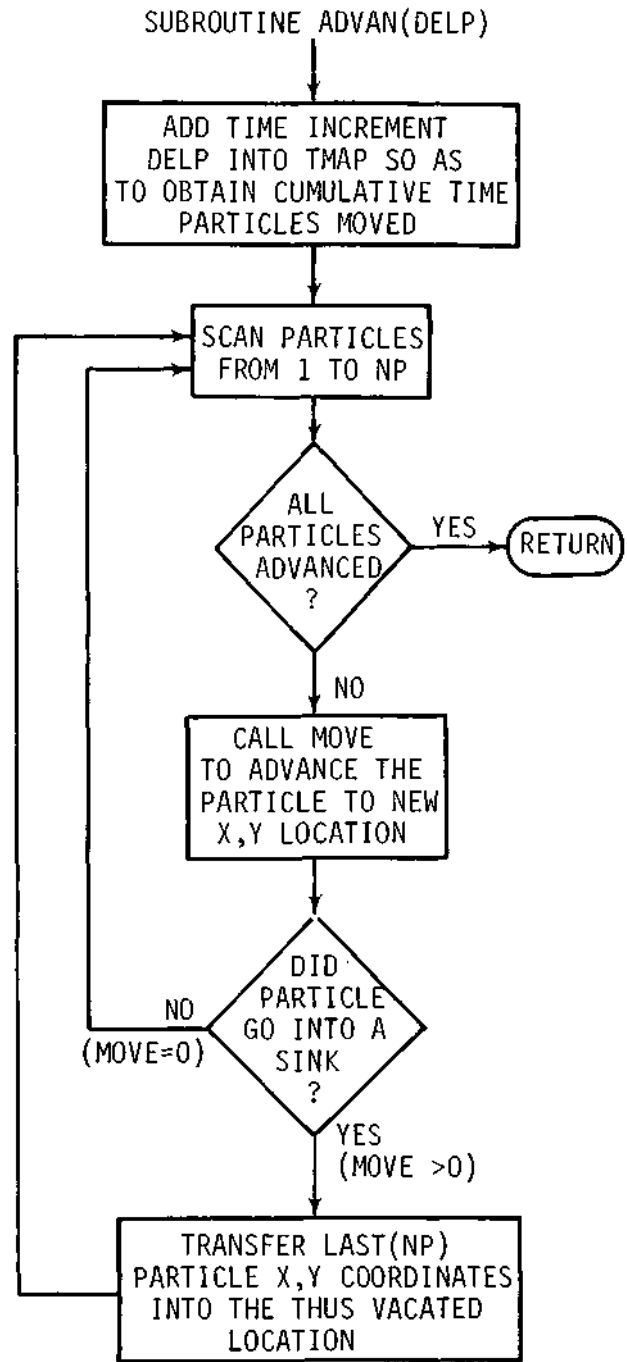 SUBROUTINE ADVAN(DELP)
ADD TIME INCREMENT
DELP INTO TMAP SO AS
TO OBTAIN CUMULATIVE TIME
PARTICLES MOVED
SCAN PARTICLES
FROM 1 TO NP
ALL
PARTICLES
ADVANCED
?
YES
RETURN
NO
CALL MOVE
TO ADVANCE THE
PARTICLE TO NEW
X,Y LOCATION
DID
PARTICLE
GO INTO A
SINK
?
NO
(MOVE=0)
YES
(MOVE >0)
TRANSFER LAST(NP)
PARTICLE X,Y COORDINATES
INTO THE THUS VACATED
LOCATION